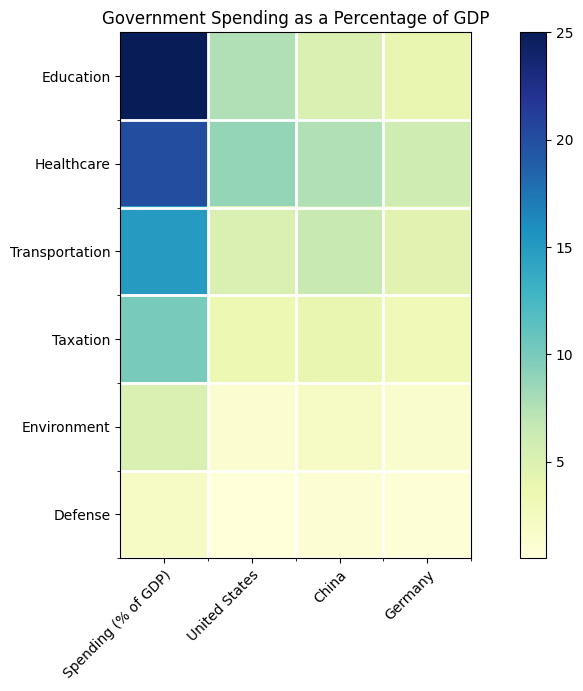 Government Spending as a Percentage of GDP
Education
Healthcare
Transportation
Taxation
Environment
Defense
Spending (% of GDP)
United States
China
Germany
25
20
15
10
5